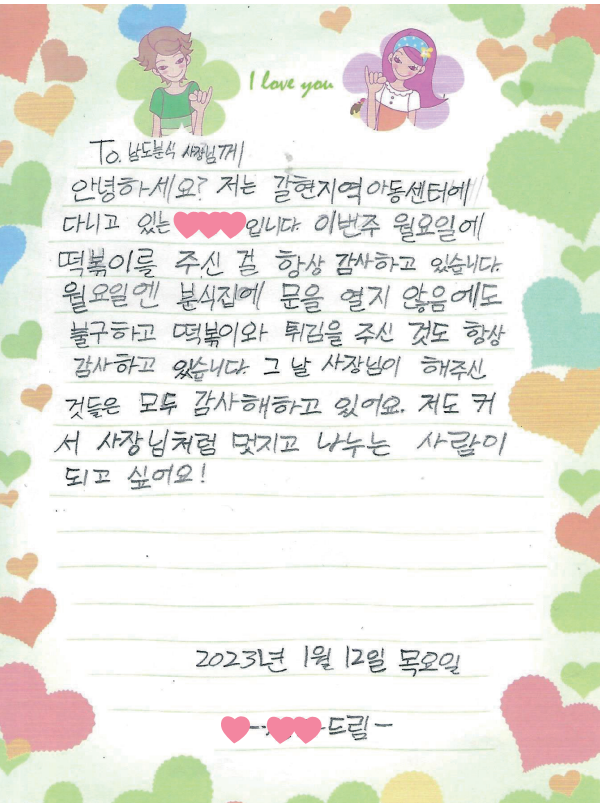 I love you
To. 남도분식 사장님께
안녕하세요? 저는 갈현지역아동센터에
다니고 있는 입니다. 이번주 월요일에
떡볶이를 주신 걸 항상 감사하고 있습니다.
월요일엔 분식집에 문을 열지 않음에도
불구하고 떡볶이와 튀김을 주신 것도 항상
감사하고 있습니다. 그 날 사장님이 해주신
것들은 모두 감사해하고 있어요. 저도 커
서 사장님처럼 멋지고 나누는 사람이
되고 싶어요!
2023년 1월 12일 목요일
드림-